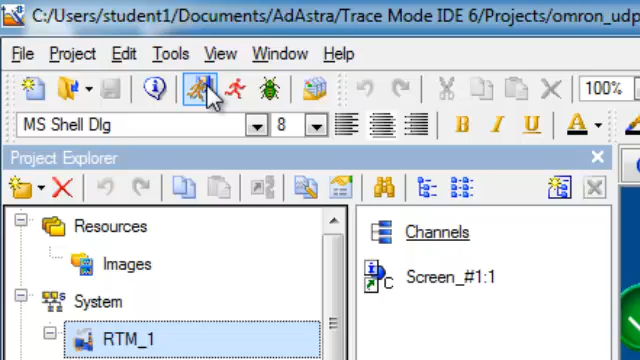 C:/Users/student1/Documents/AdAstra/Trace Mode IDE 6/Projects/omron_udp
File Project Edit Tools View Window Help
100%
MS Shell Dlg 8 B I U A
Project Explorer
Resources
Channels
Images
Screen_#1:1
System
RTM_1